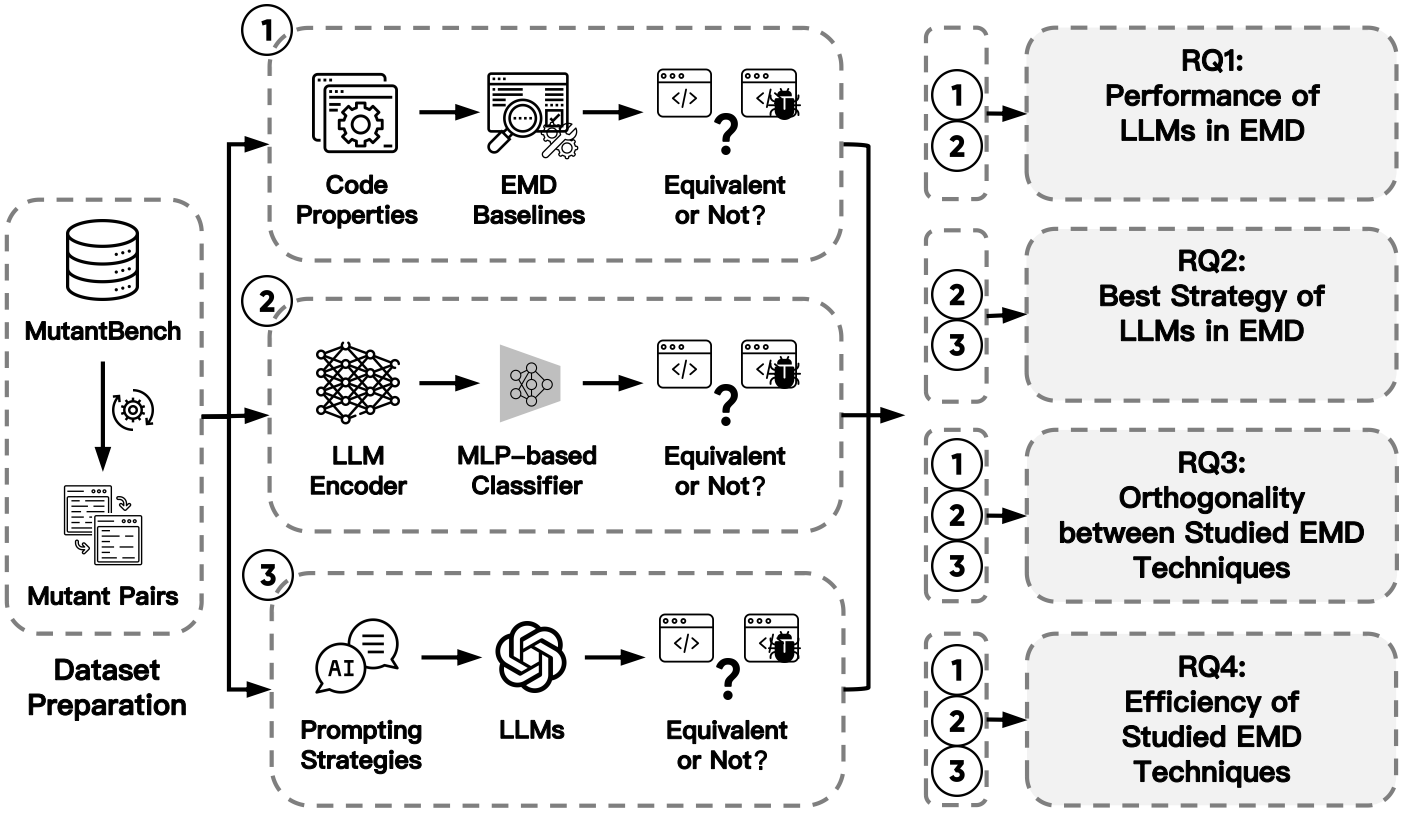 MutantBench
Mutant Pairs
Dataset
Preparation
1
Code
Properties
EMD
Baselines
</>
</>
?
Equivalent
or Not?
2
LLM
Encoder
MLP-based
Classifier
</>
</>
?
Equivalent
or Not?
3
AI
Prompting
Strategies
LLMs
</>
</>
?
Equivalent
or Not?
1
2
RQ1:
Performance of
LLMs in EMD
2
3
RQ2:
Best Strategy of
LLMs in EMD
1
2
3
RQ3:
Orthogonality
between Studied EMD
Techniques
1
2
3
RQ4:
Efficiency of
Studied EMD
Techniques